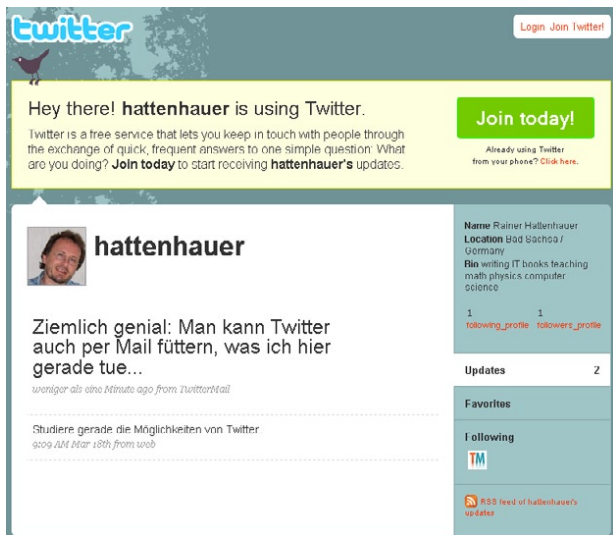 twitter
Login Join Twitter!
Hey there! hattenhauer is using Twitter.
Twitter is a free service that lets you keep in touch with people through
the exchange of quick, frequent answers to one simple question: What
are you doing? Join today to start receiving hattenhauer's updates.
Join today!
Already using Twitter
from your phone? Click here.
hattenhauer
Ziemlich genial: Man kann Twitter
auch per Mail füttern, was ich hier
gerade tue...
weniger als eine Minute ago from TwitterMail
Studiere gerade die Möglichkeiten von Twitter.
9:09 AM Mar 18th from web
Name Rainer Hattenhauer
Location Bad Sachsa /
Germany
Bio writing IT books teaching
math physics computer
science
1 1
following_profile followers_profile
Updates 2
Favorites
Following
TM
RSS feed of hattenhauer's
updates